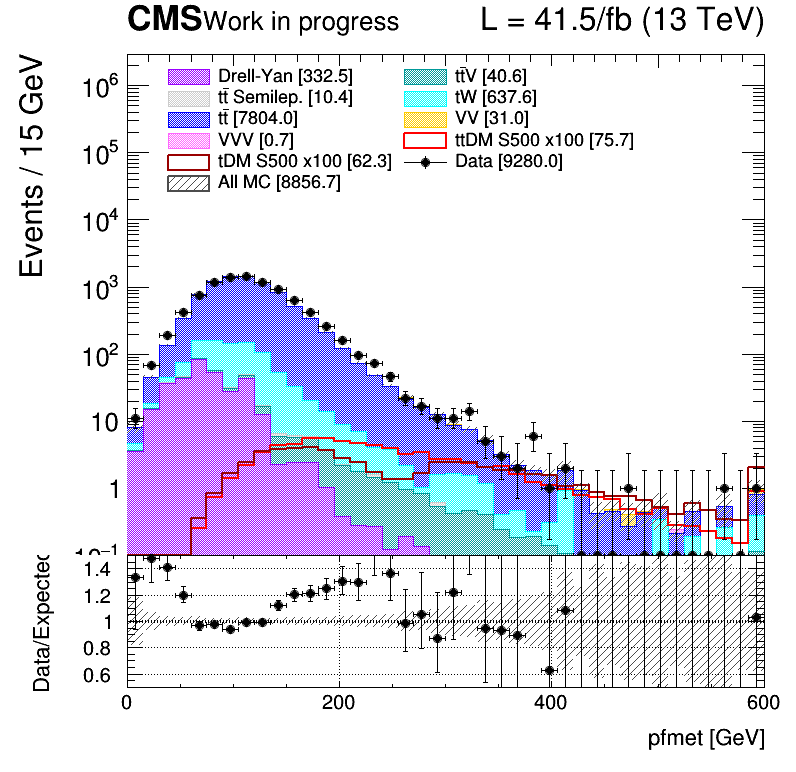 CMS Work in progress L = 41.5/fb (13 TeV)
Events / 15 GeV
Drell-Yan [332.5] tt̄V [40.6]
tt̄ Semilep. [10.4] tW [637.6]
tt̄ [7804.0] VV [31.0]
VVV [0.7] ttDM S500 x100 [75.7]
tDM S500 x100 [62.3] Data [9280.0]
All MC [8856.7]
10⁶
10⁵
10⁴
10³
10²
10
1
10⁻¹
Data/Expected
1.4
1.2
1
0.8
0.6
0 200 400 600
pfmet [GeV]